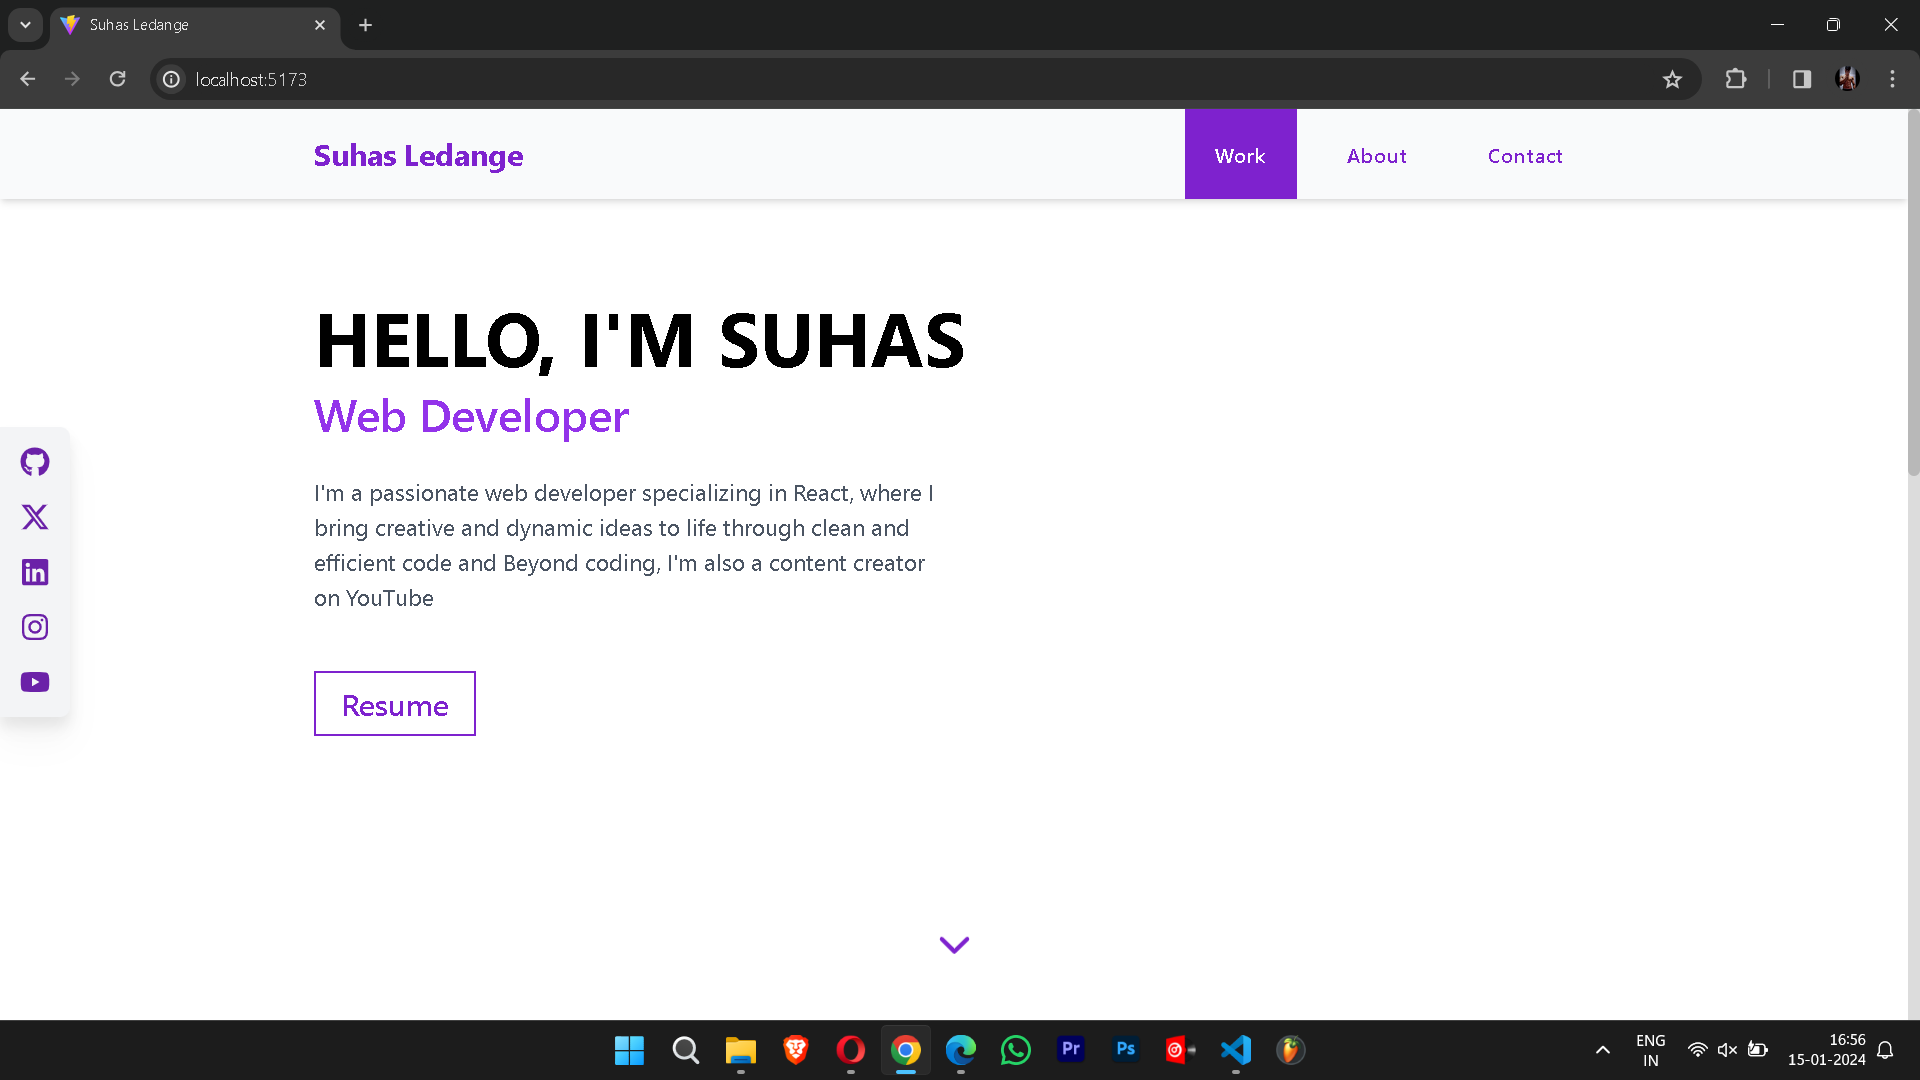 Suhas Ledange
localhost:5173
Suhas Ledange
Work
About
Contact
HELLO, I'M SUHAS
Web Developer
I'm a passionate web developer specializing in React, where I
bring creative and dynamic ideas to life through clean and
efficient code and Beyond coding, I'm also a content creator
on YouTube
Resume
Pr
Ps
ENG
IN
16:56
15-01-2024